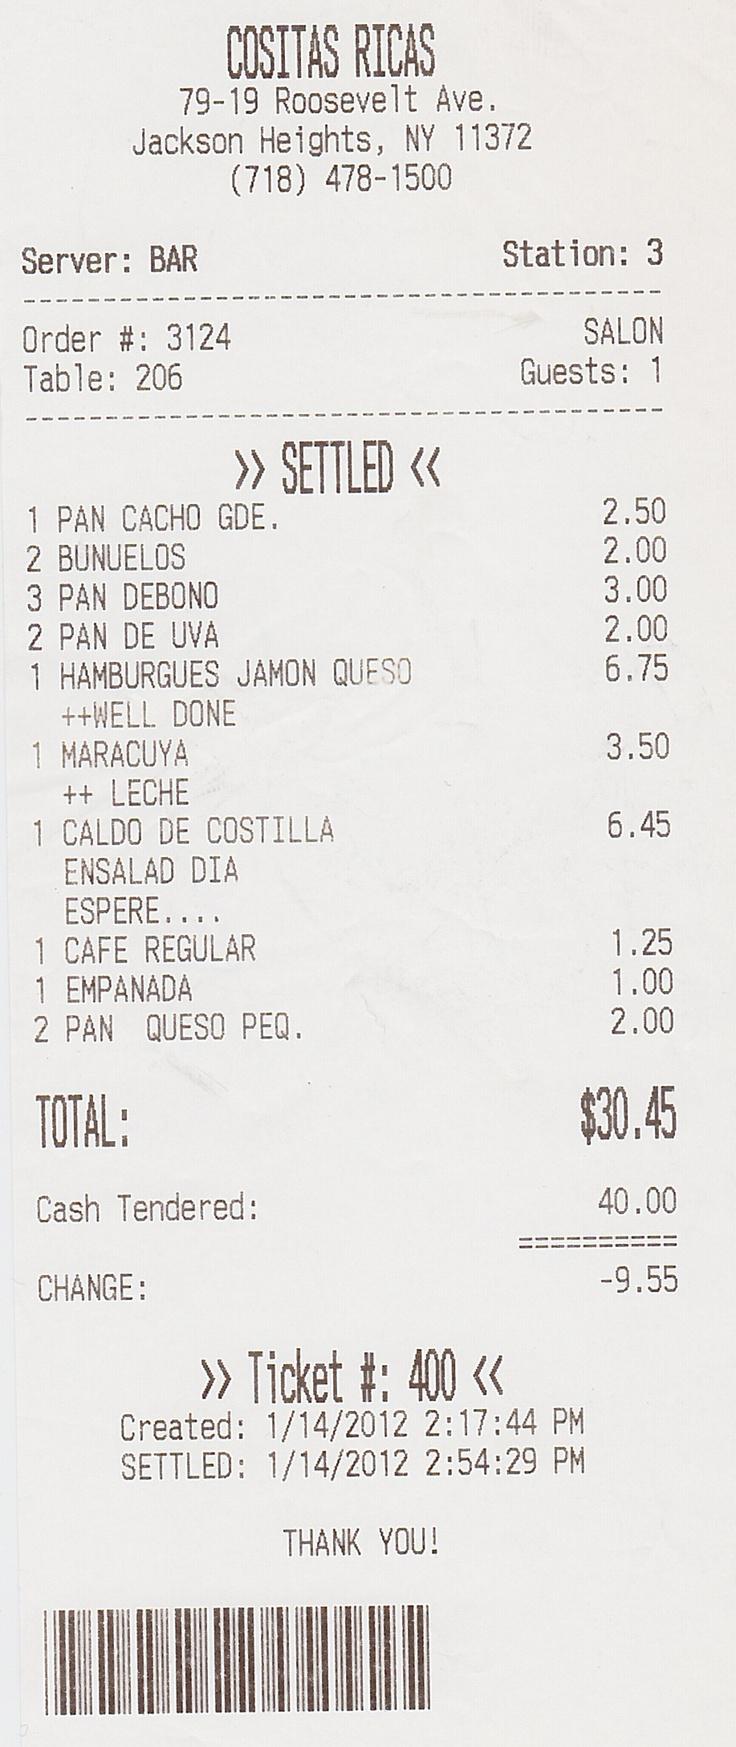 COSITAS RICAS
79-19 Roosevelt Ave.
Jackson Heights, NY 11372
(718) 478-1500
Server: BAR Station: 3
Order #: 3124 SALON
Table: 206 Guests: 1
>> SETTLED <<
1 PAN CACHO GDE. 2.50
2 BUNUELOS 2.00
3 PAN DEBONO 3.00
2 PAN DE UVA 2.00
1 HAMBURGUES JAMON QUESO 6.75
++WELL DONE
1 MARACUYA 3.50
++ LECHE
1 CALDO DE COSTILLA 6.45
ENSALAD DIA
ESPERE....
1 CAFE REGULAR 1.25
1 EMPANADA 1.00
2 PAN QUESO PEQ. 2.00
TOTAL: $30.45
Cash Tendered: 40.00
==========
CHANGE: -9.55
>> Ticket #: 400 <<
Created: 1/14/2012 2:17:44 PM
SETTLED: 1/14/2012 2:54:29 PM
THANK YOU!